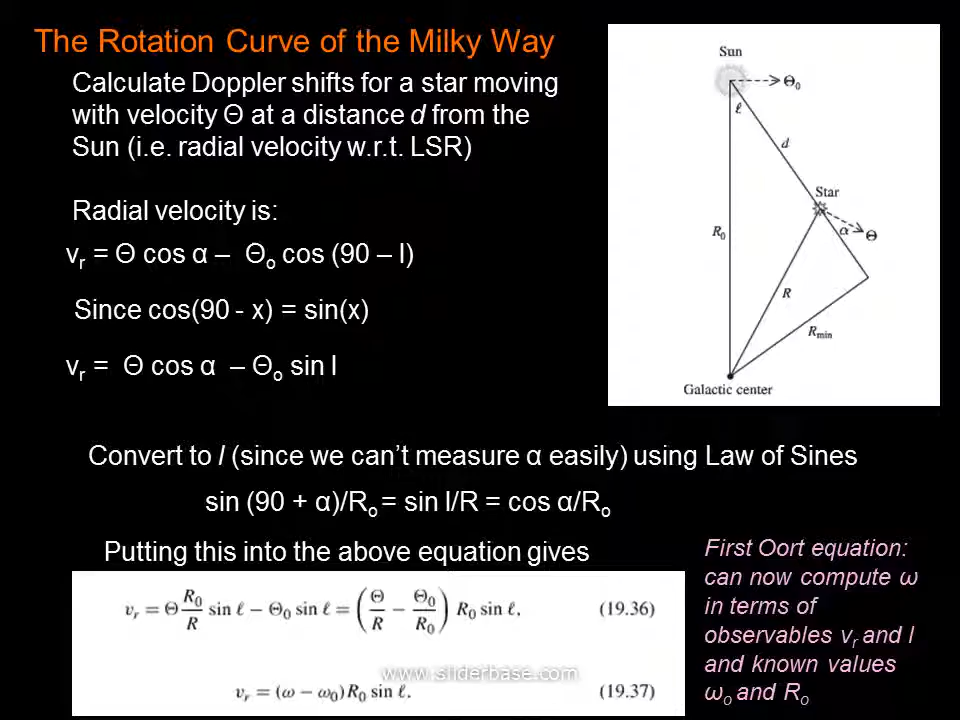 The Rotation Curve of the Milky Way
Calculate Doppler shifts for a star moving
with velocity Θ at a distance d from the
Sun (i.e. radial velocity w.r.t. LSR)
Radial velocity is:
vr = Θ cos α – Θo cos (90 – l)
Since cos(90 - x) = sin(x)
vr = Θ cos α – Θo sin l
Sun
Θ0
ℓ
d
Star
α
Θ
R0
R
Rmin
Galactic center
Convert to l (since we can't measure α easily) using Law of Sines
sin (90 + α)/Ro = sin l/R = cos α/Ro
Putting this into the above equation gives
vr = Θ R0/R sin ℓ − Θ0 sin ℓ = (Θ/R − Θ0/R0) R0 sin ℓ, (19.36)
www.sliderbase.com
vr = (ω − ω0)R0 sin ℓ. (19.37)
First Oort equation:
can now compute ω
in terms of
observables vr and l
and known values
ωo and Ro